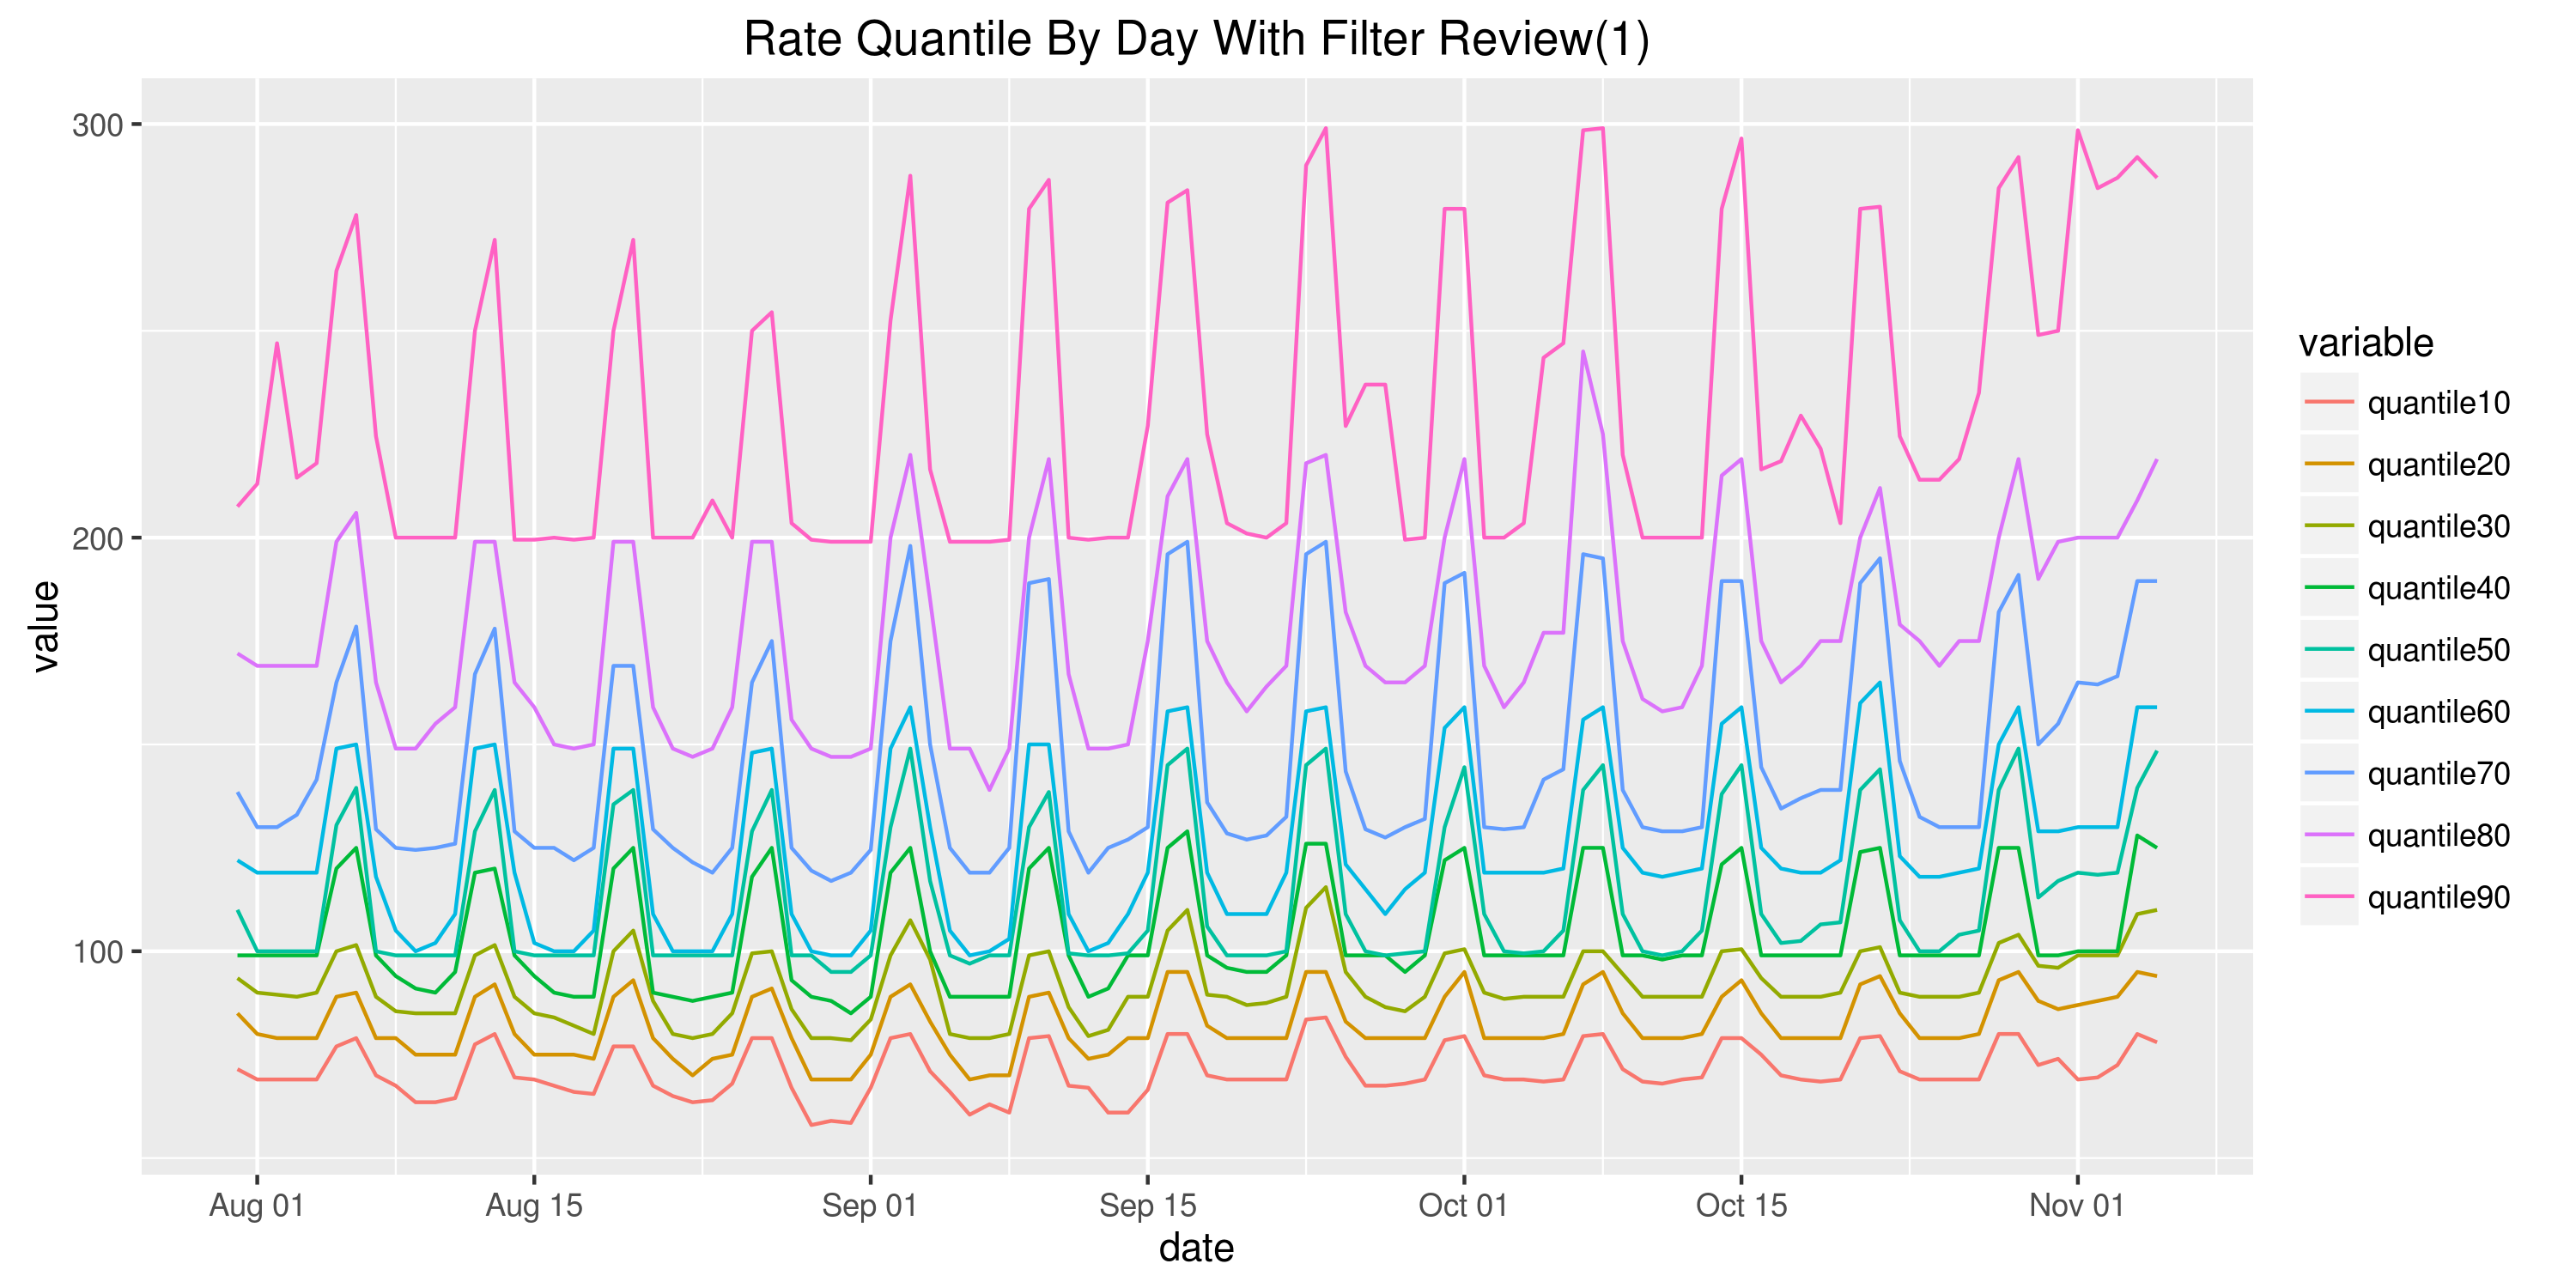 Rate Quantile By Day With Filter Review(1)
300
200
100
value
Aug 01
Aug 15
Sep 01
Sep 15
Oct 01
Oct 15
Nov 01
date
variable
quantile10
quantile20
quantile30
quantile40
quantile50
quantile60
quantile70
quantile80
quantile90